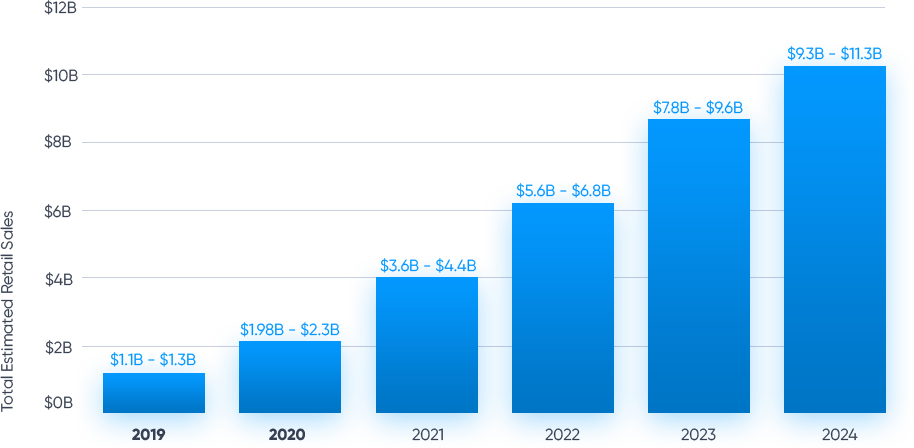 $12B
$10B
$8B
$6B
$4B
$2B
$0B
Total Estimated Retail Sales
$1.1B - $1.3B
$1.98B - $2.3B
$3.6B - $4.4B
$5.6B - $6.8B
$7.8B - $9.6B
$9.3B - $11.3B
2019 2020 2021 2022 2023 2024